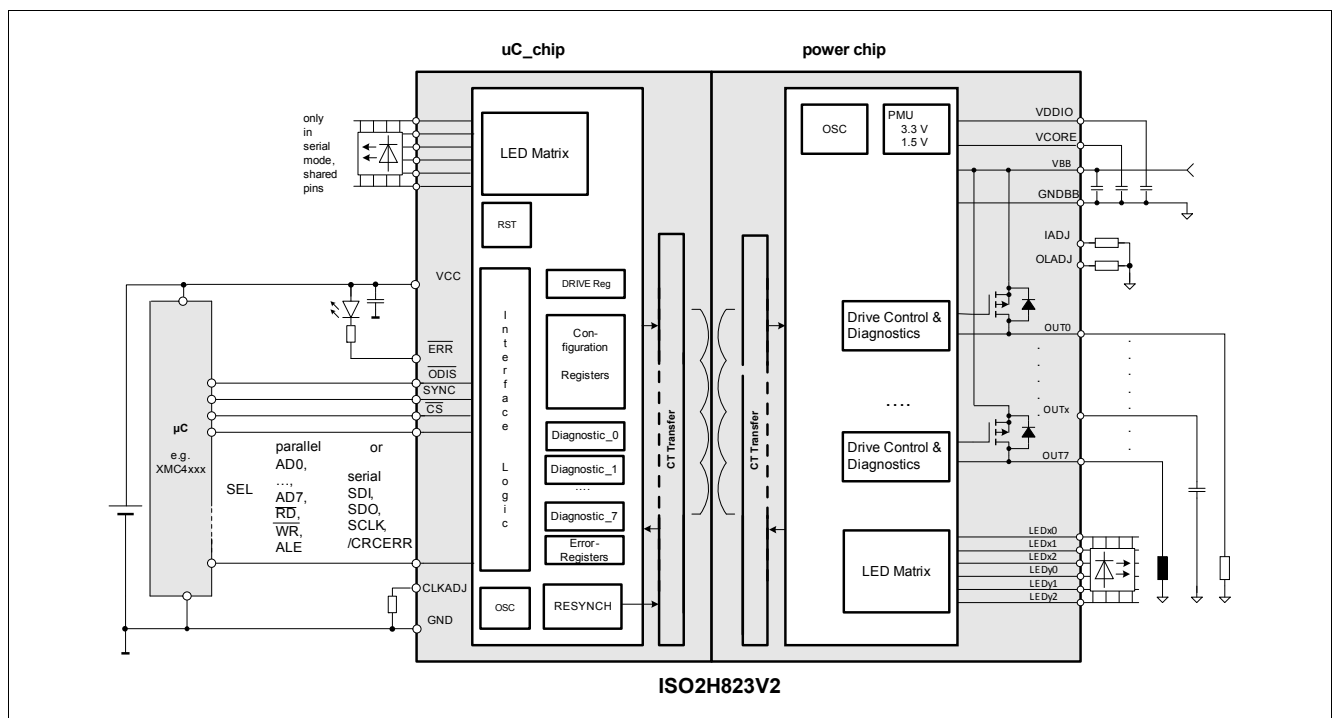 uC_chip
power chip
only
in
serial
mode,
shared
pins
LED Matrix
RST
VCC
DRIVE Reg
Interface
Logic
Con-
figuration
Registers
ERR
ODIS
SYNC
CS
µC
e.g.
XMC4xxx
SEL
parallel
AD0,
…,
AD7,
RD,
WR,
ALE
or
serial
SDI,
SDO,
SCLK,
/CRCERR
Diagnostic_0
Diagnostic_1
....
Diagnostic_7
Error-
Registers
CLKADJ
GND
OSC
RESYNCH
CT Transfer
CT Transfer
OSC
PMU
3.3 V
1.5 V
VDDIO
VCORE
VBB
GNDBB
IADJ
OLADJ
Drive Control &
Diagnostics
OUT0
....
OUTx
Drive Control &
Diagnostics
OUT7
LED Matrix
LEDx0
LEDx1
LEDx2
LEDy0
LEDy1
LEDy2
ISO2H823V2